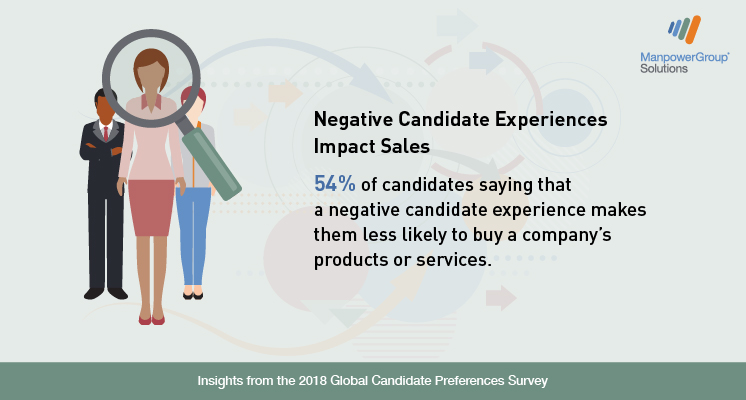 ManpowerGroup®
Solutions
Negative Candidate Experiences
Impact Sales
54% of candidates saying that
a negative candidate experience makes
them less likely to buy a company’s
products or services.
Insights from the 2018 Global Candidate Preferences Survey